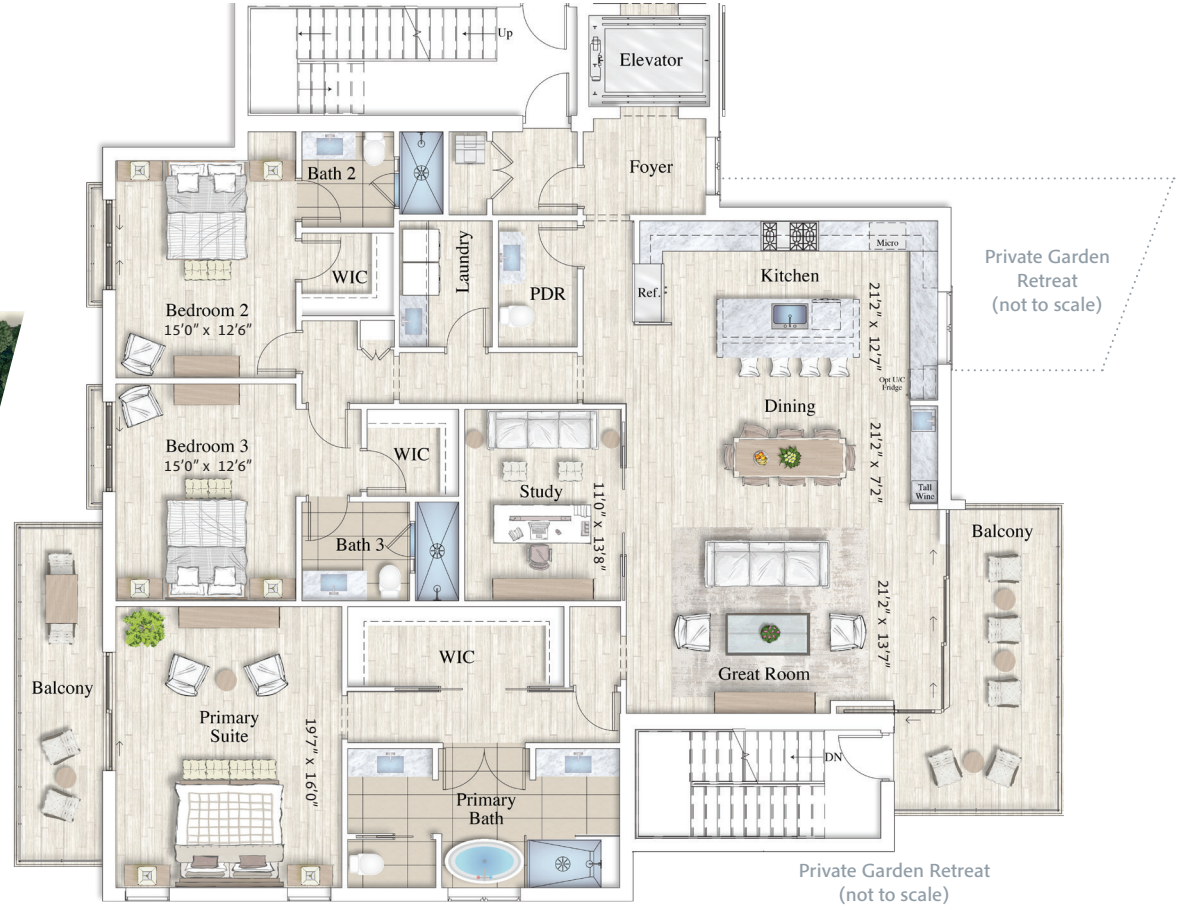 Up
Elevator
Foyer
Bath 2
Laundry
WIC
PDR
Bedroom 2
15'0" x 12'6"
Ref.
Kitchen
Micro
21'2" x 12'7"
Opt U/C
Fridge
Private Garden
Retreat
(not to scale)
Dining
21'2" x 7'2"
Tall
Wine
Bedroom 3
15'0" x 12'6"
WIC
Study
11'0" x 13'8"
Bath 3
Balcony
21'2" x 13'7"
Great Room
Balcony
WIC
Primary
Suite
19'7" x 16'0"
DN
Primary
Bath
Private Garden Retreat
(not to scale)